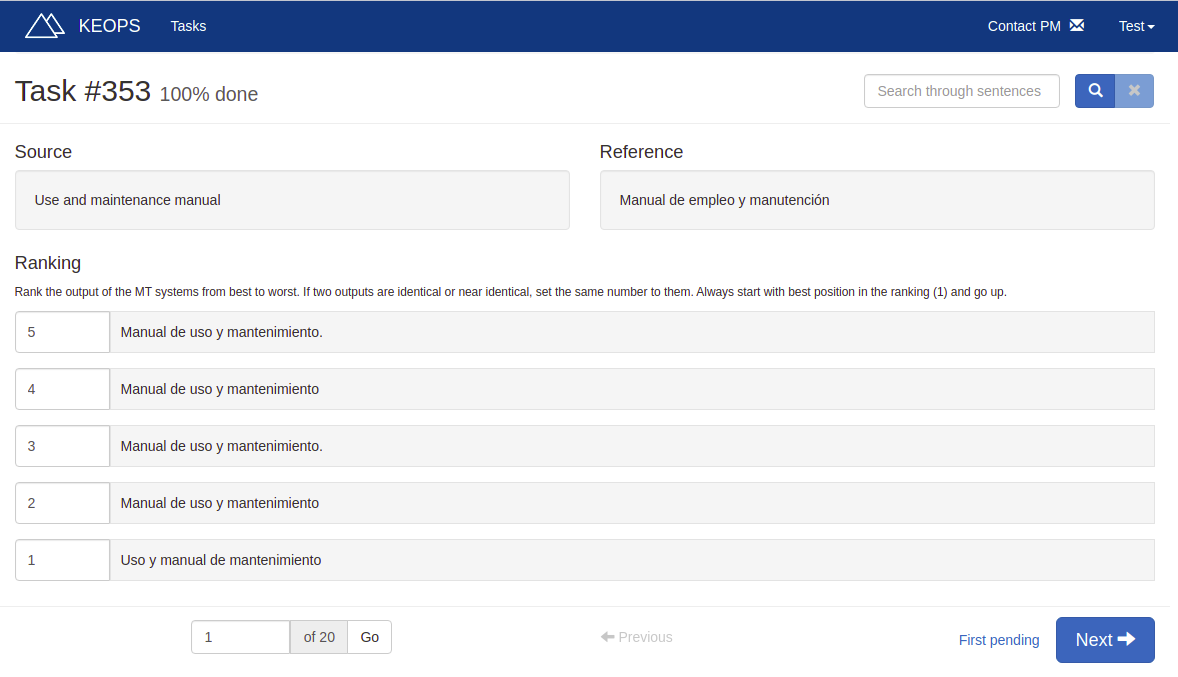 KEOPS Tasks Contact PM Test
Task #353 100% done Search through sentences
Source Reference
Use and maintenance manual Manual de empleo y manutención
Ranking
Rank the output of the MT systems from best to worst. If two outputs are identical or near identical, set the same number to them. Always start with best position in the ranking (1) and go up.
5 Manual de uso y mantenimiento.
4 Manual de uso y mantenimiento
3 Manual de uso y mantenimiento.
2 Manual de uso y mantenimiento
1 Uso y manual de mantenimiento
1 of 20 Go Previous First pending Next